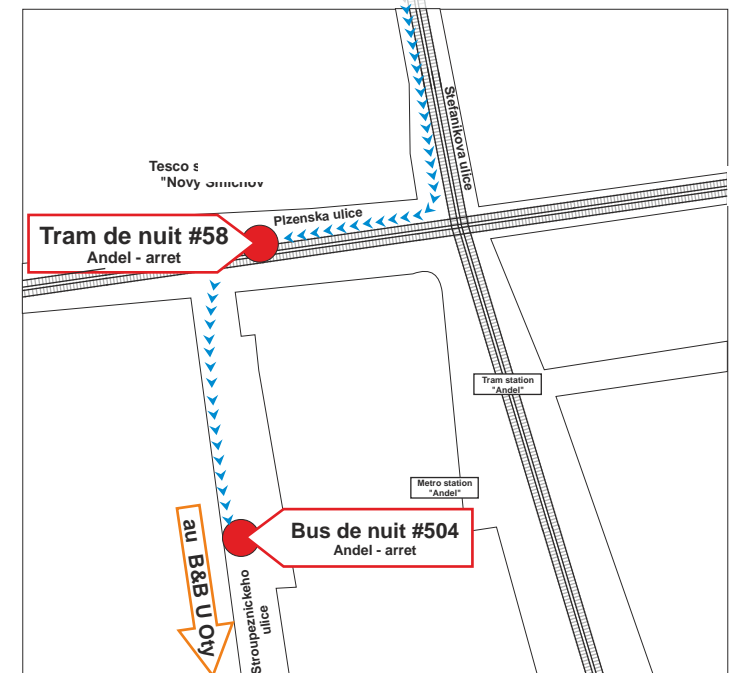 Stefanikova ulice
Tesco s
"Novy Smichov
Plzenska ulice
Tram de nuit #58
Andel - arret
Tram station
"Andel"
Metro station
"Andel"
Bus de nuit #504
Andel - arret
au B&B U Oty
Stroupeznickeho
ulice